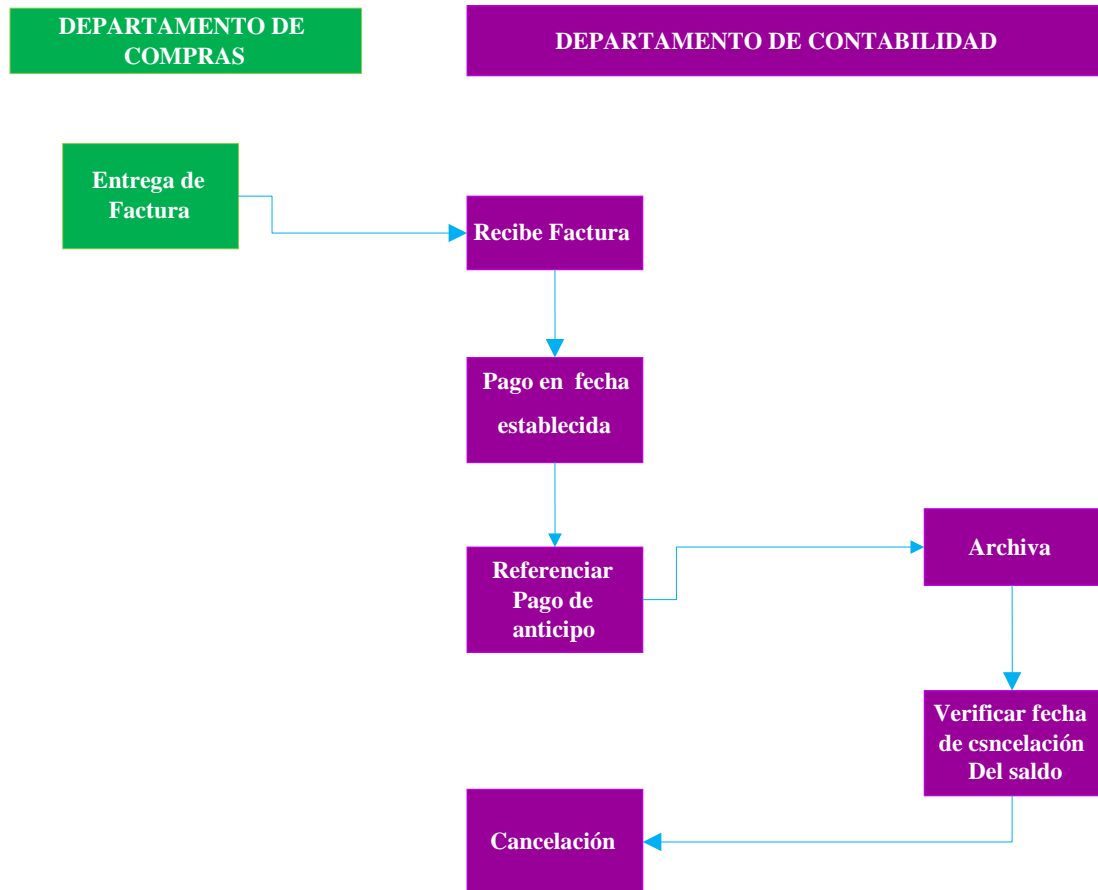 DEPARTAMENTO DE
COMPRAS
DEPARTAMENTO DE CONTABILIDAD
Entrega de
Factura
Recibe Factura
Pago en fecha
establecida
Referenciar
Pago de
anticipo
Archiva
Verificar fecha
de csncelación
Del saldo
Cancelación